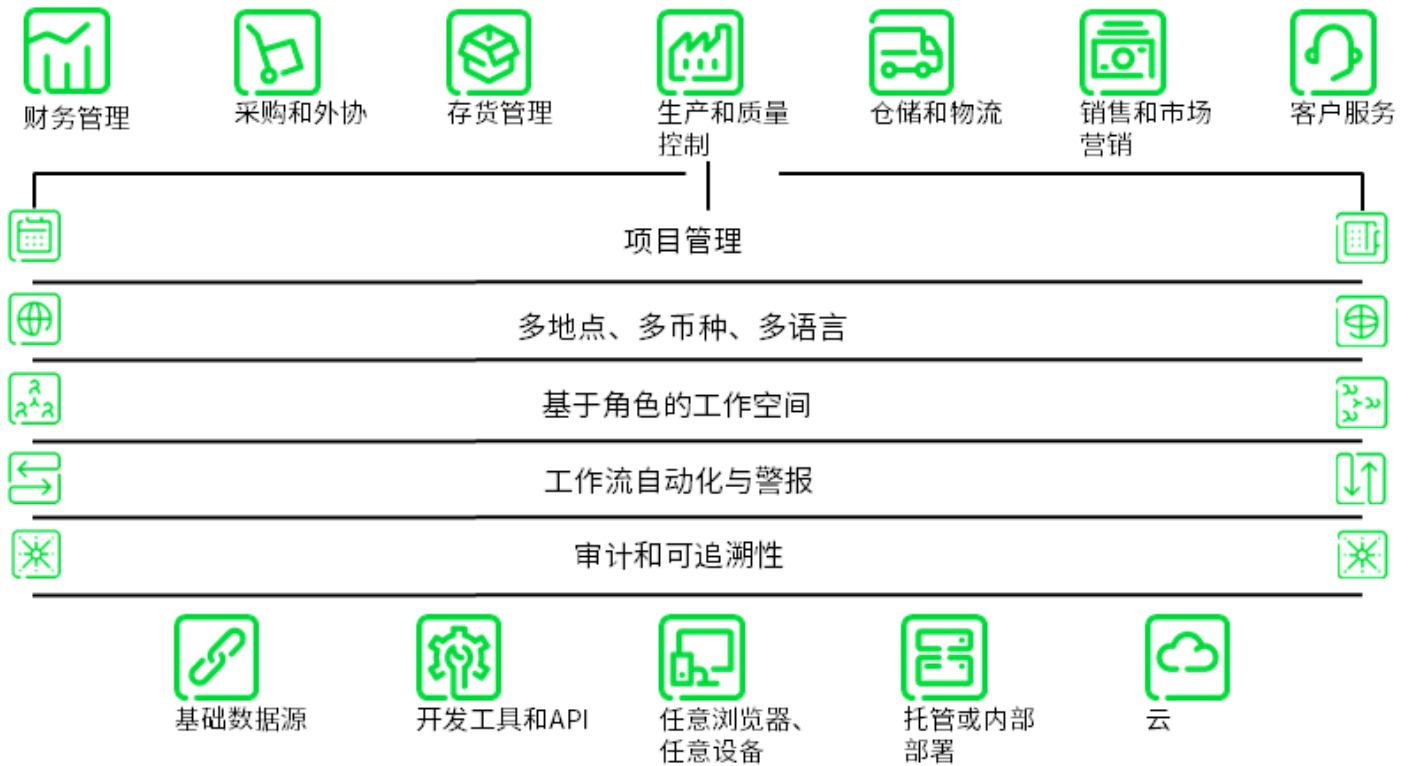 财务管理
采购和外协
存货管理
生产和质量
控制
仓储和物流
销售和市场
营销
客户服务
项目管理
多地点、多币种、多语言
基于角色的工作空间
工作流自动化与警报
审计和可追溯性
基础数据源
开发工具和API
任意浏览器、
任意设备
托管或内部
部署
云